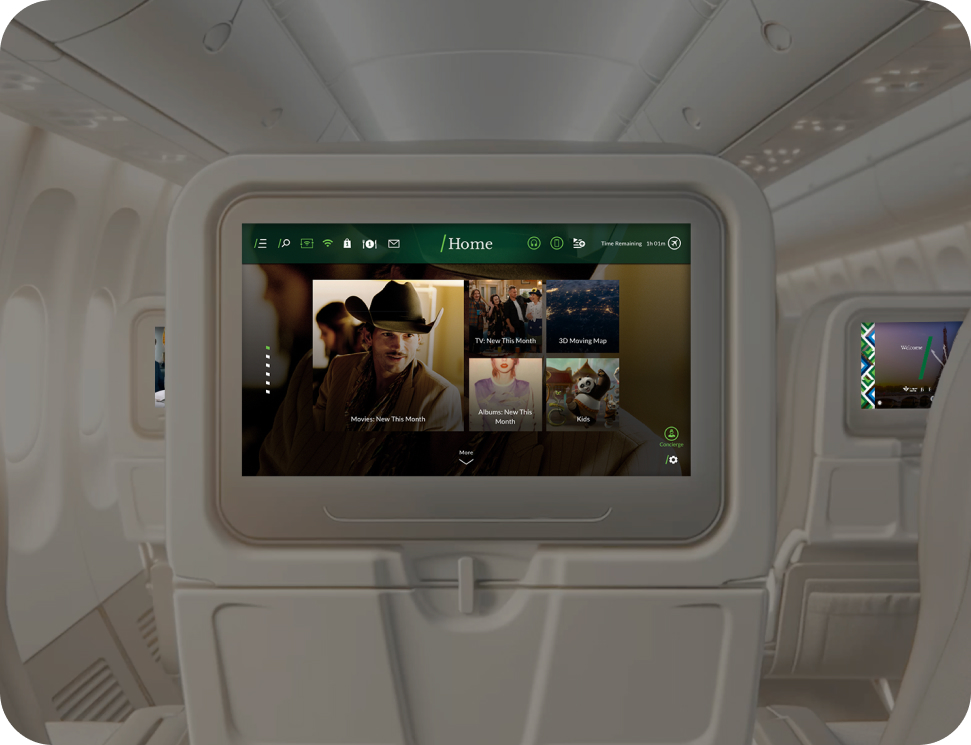 /Home
Time Remaining 1h 01m
TV: New This Month
3D Moving Map
Movies: New This Month
Albums: New This
Month
Kids
Concierge
More
Welcome